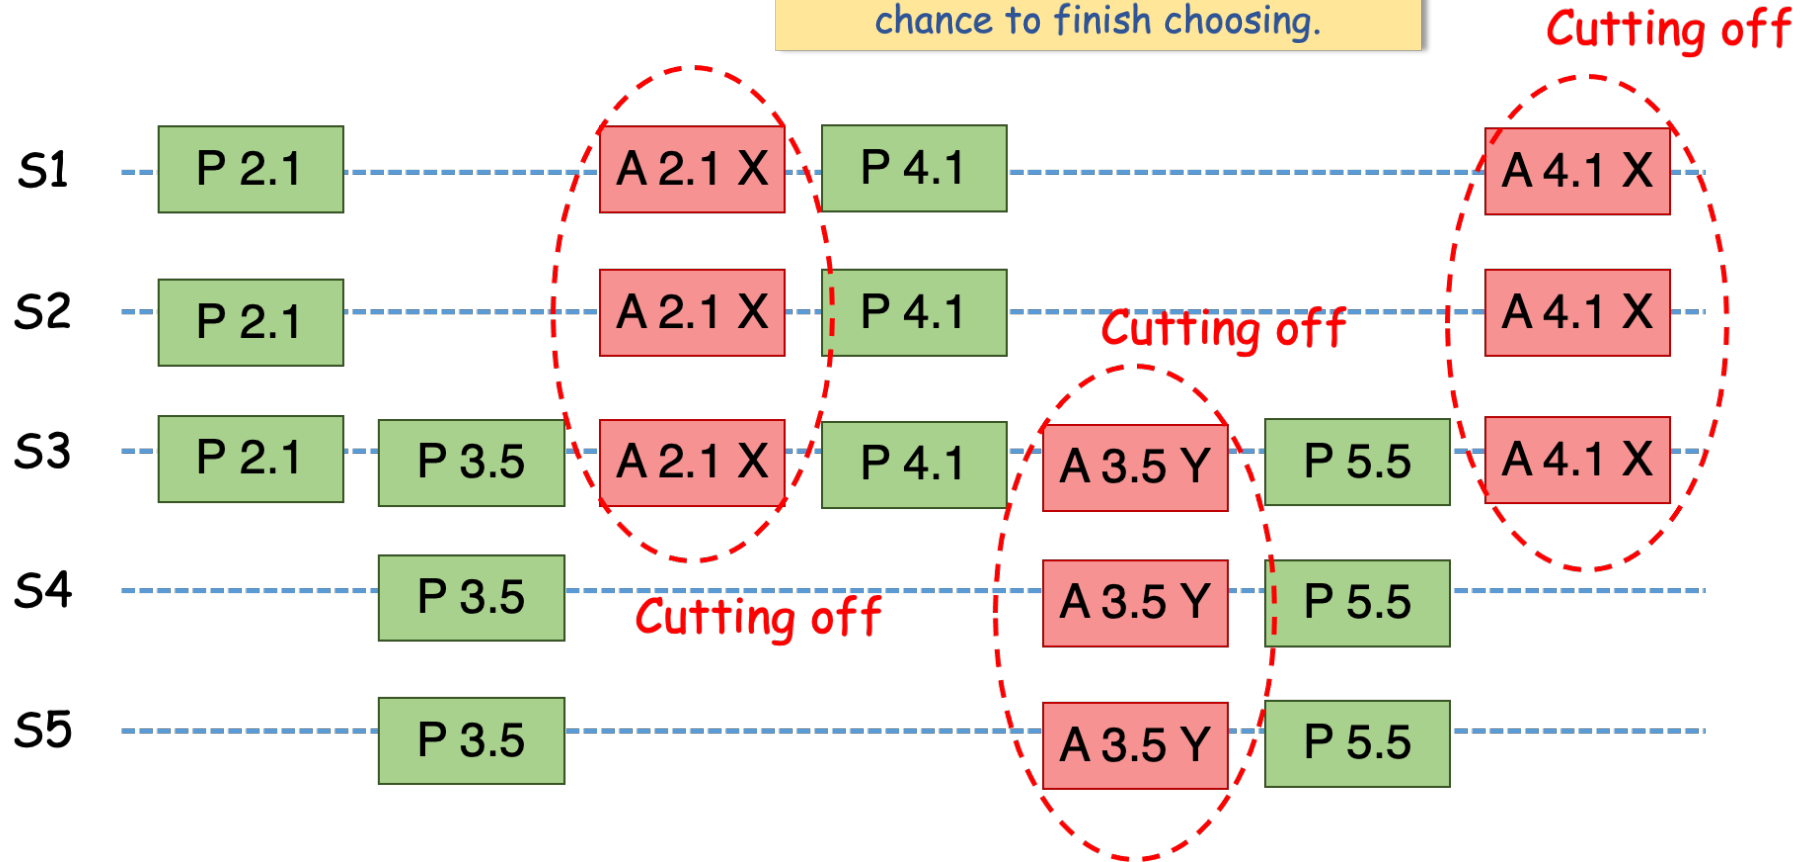 chance to finish choosing.
Cutting off
S1 P 2.1 A 2.1 X P 4.1 A 4.1 X
S2 P 2.1 A 2.1 X P 4.1 A 4.1 X
Cutting off
S3 P 2.1 P 3.5 A 2.1 X P 4.1 A 3.5 Y P 5.5 A 4.1 X
S4 P 3.5 A 3.5 Y P 5.5
Cutting off
S5 P 3.5 A 3.5 Y P 5.5